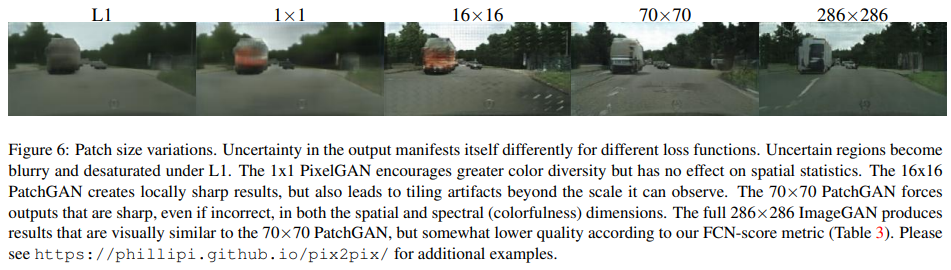 L1 1×1 16×16 70×70 286×286
Figure 6: Patch size variations. Uncertainty in the output manifests itself differently for different loss functions. Uncertain regions become
blurry and desaturated under L1. The 1x1 PixelGAN encourages greater color diversity but has no effect on spatial statistics. The 16x16
PatchGAN creates locally sharp results, but also leads to tiling artifacts beyond the scale it can observe. The 70×70 PatchGAN forces
outputs that are sharp, even if incorrect, in both the spatial and spectral (colorfulness) dimensions. The full 286×286 ImageGAN produces
results that are visually similar to the 70×70 PatchGAN, but somewhat lower quality according to our FCN-score metric (Table 3). Please
see https://phillipi.github.io/pix2pix/ for additional examples.